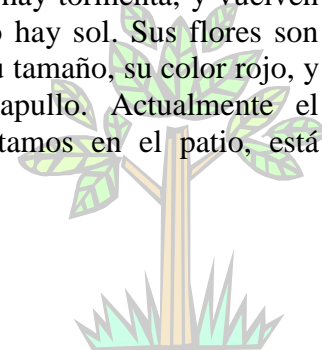 hay tormenta, y vuelven
hay sol. Sus flores son
tamaño, su color rojo, y
apullo. Actualmente el
tamos en el patio, está